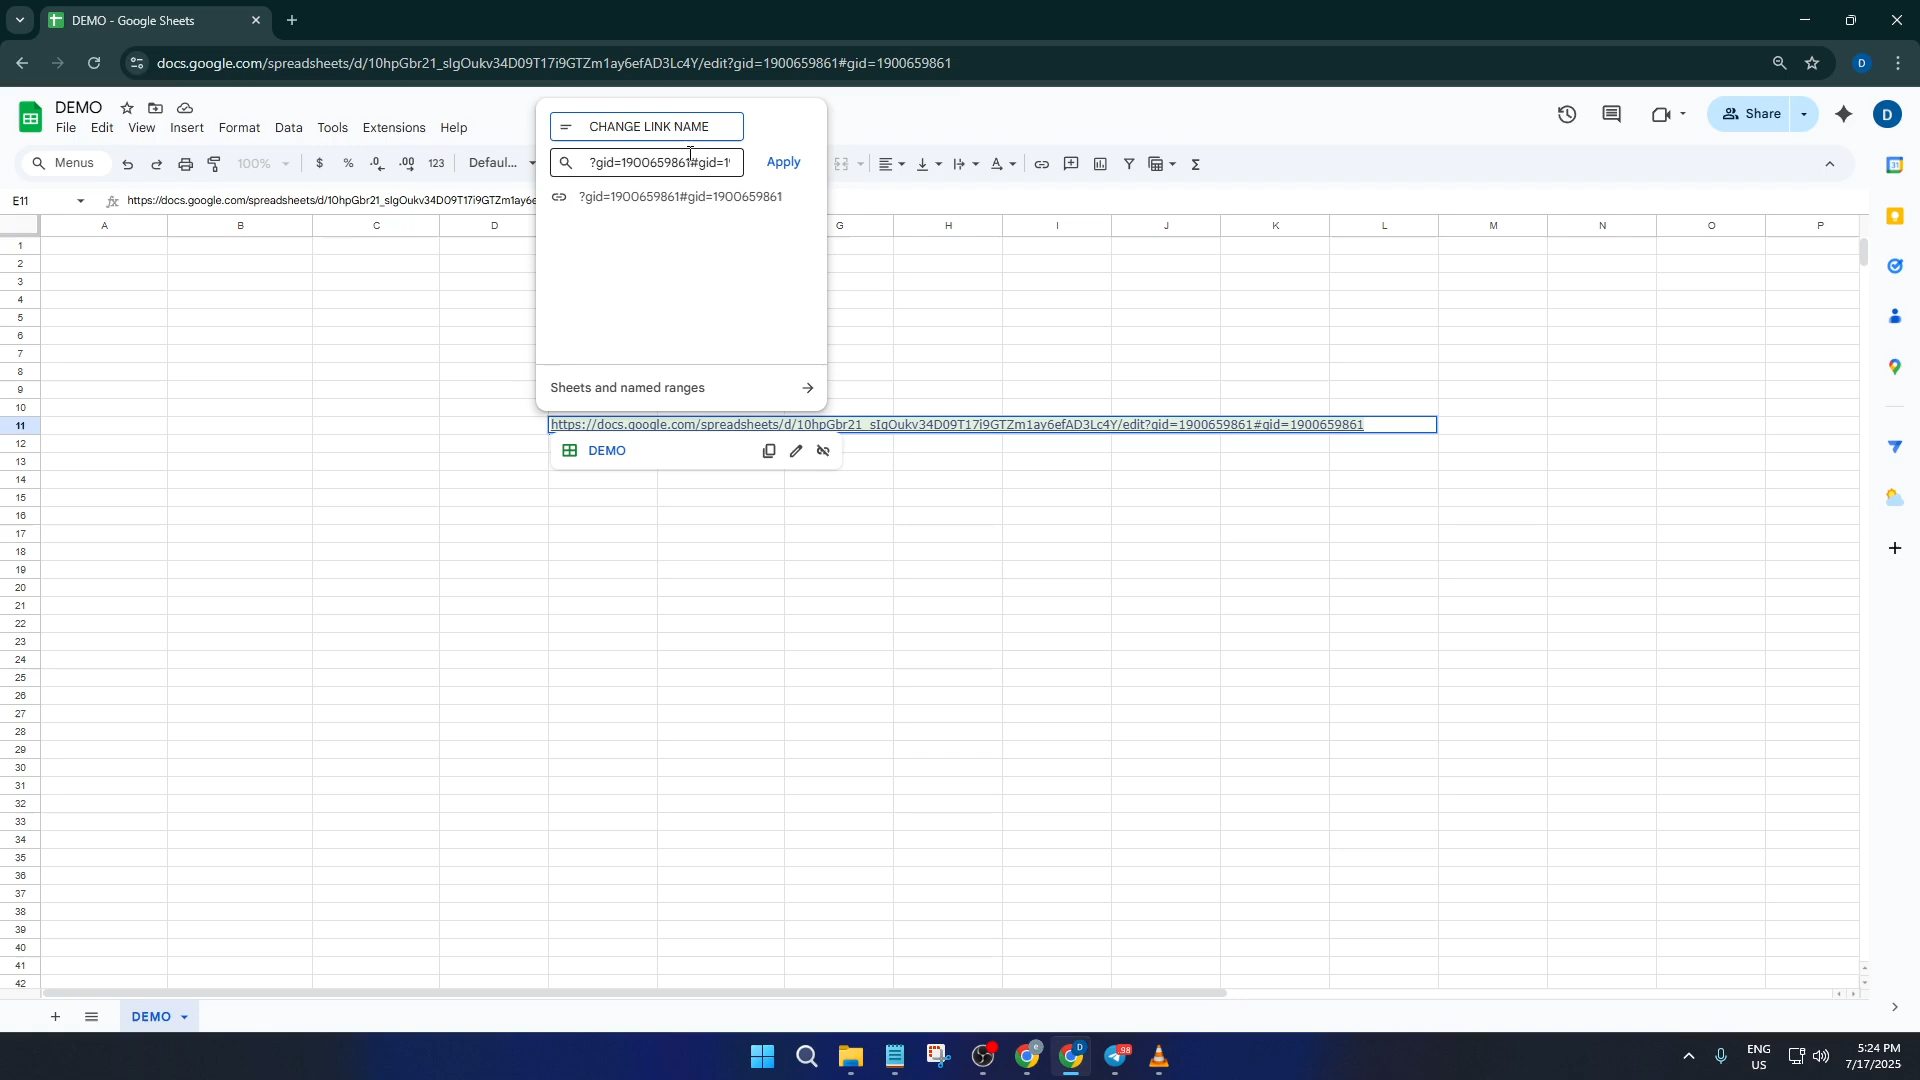 DEMO - Google Sheets
docs.google.com/spreadsheets/d/10hpGbr21_sIgOukv34D09T17i9GTZm1ay6efAD3Lc4Y/edit?gid=1900659861#gid=1900659861
D
DEMO
File Edit View Insert Format Data Tools Extensions Help
Share
D
Menus 100% $ % .0 .00 123 Defaul...
CHANGE LINK NAME
?gid=1900659861#gid=1
Apply
?gid=1900659861#gid=1900659861
Sheets and named ranges
E11 fx https://docs.google.com/spreadsheets/d/10hpGbr21_sIgOukv34D09T17i9GTZm1ay6e
A B C D G H I J K L M N O P
1
2
3
4
5
6
7
8
9
10
11 https://docs.google.com/spreadsheets/d/10hpGbr21_sIgOukv34D09T17i9GTZm1ay6efAD3Lc4Y/edit?gid=1900659861#gid=1900659861
DEMO
12
13
14
15
16
17
18
19
20
21
22
23
24
25
26
27
28
29
30
31
32
33
34
35
36
37
38
39
40
41
42
DEMO
31
98
ENG
US
5:24 PM
7/17/2025